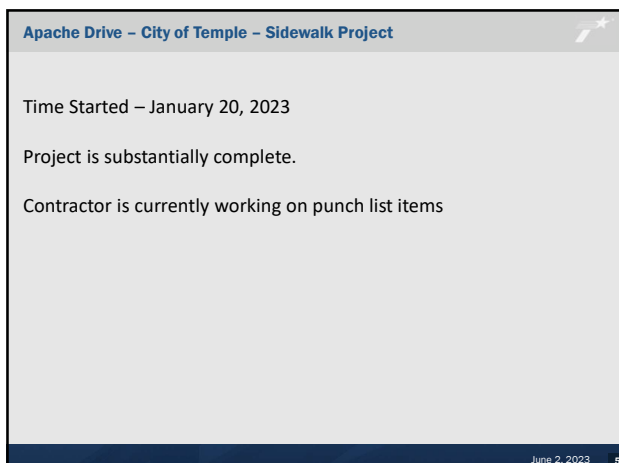 Apache Drive – City of Temple – Sidewalk Project
Time Started – January 20, 2023
Project is substantially complete.
Contractor is currently working on punch list items
June 2, 2023 5